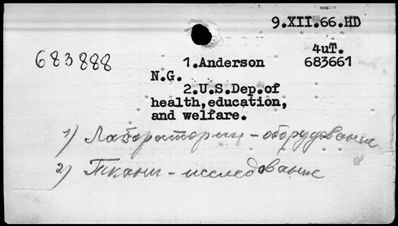 9.XII.66.HD
4uT.
683888 1.Anderson 683661
N.G.
2.U.S.Dep.of
health,education,
and welfare.
1) Лаборатории - оборудование
2) Ткани - исследование